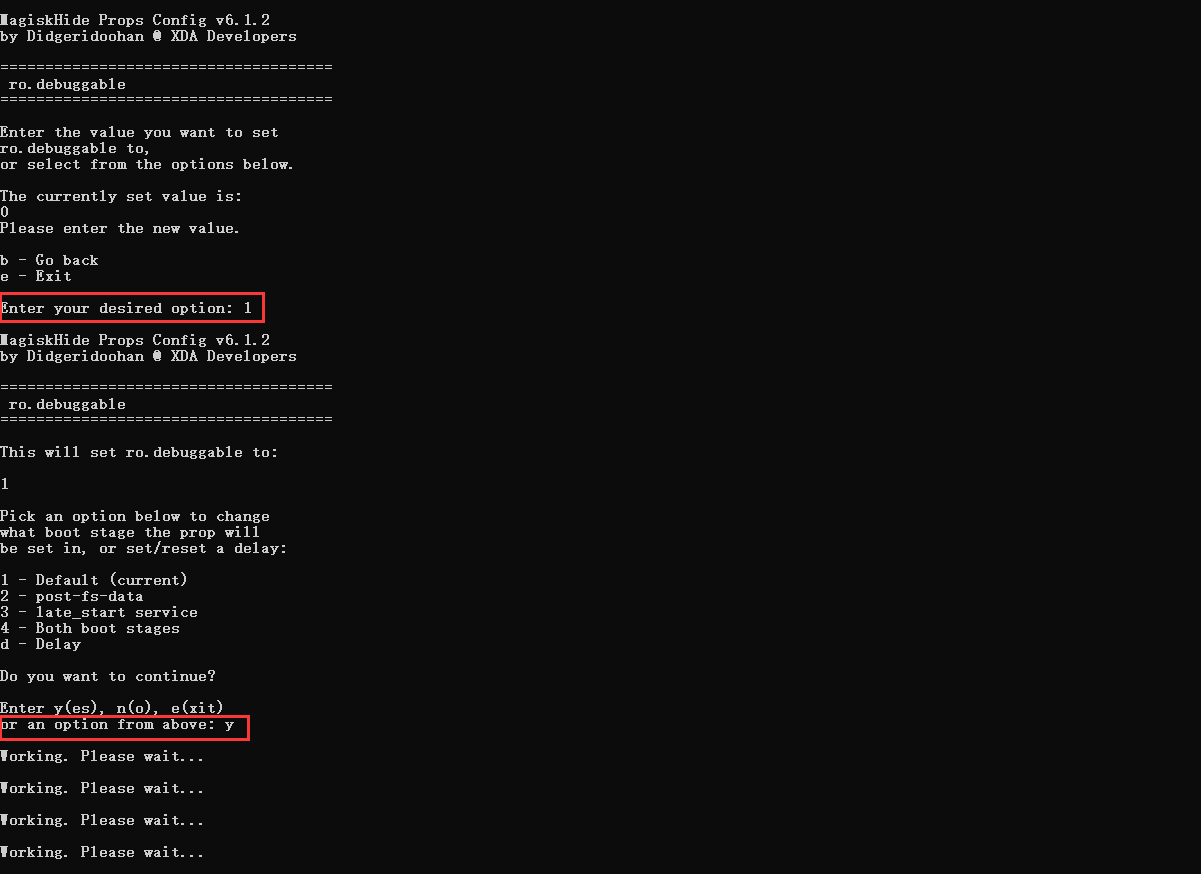 MagiskHide Props Config v6.1.2
by Didgeridoohan @ XDA Developers
=====================================
ro.debuggable
=====================================
Enter the value you want to set
ro.debuggable to,
or select from the options below.
The currently set value is:
0
Please enter the new value.
b - Go back
e - Exit
Enter your desired option: 1
MagiskHide Props Config v6.1.2
by Didgeridoohan @ XDA Developers
=====================================
ro.debuggable
=====================================
This will set ro.debuggable to:
1
Pick an option below to change
what boot stage the prop will
be set in, or set/reset a delay:
1 - Default (current)
2 - post-fs-data
3 - late_start service
4 - Both boot stages
d - Delay
Do you want to continue?
Enter y(es), n(o), e(xit)
or an option from above: y
Working. Please wait...
Working. Please wait...
Working. Please wait...
Working. Please wait...